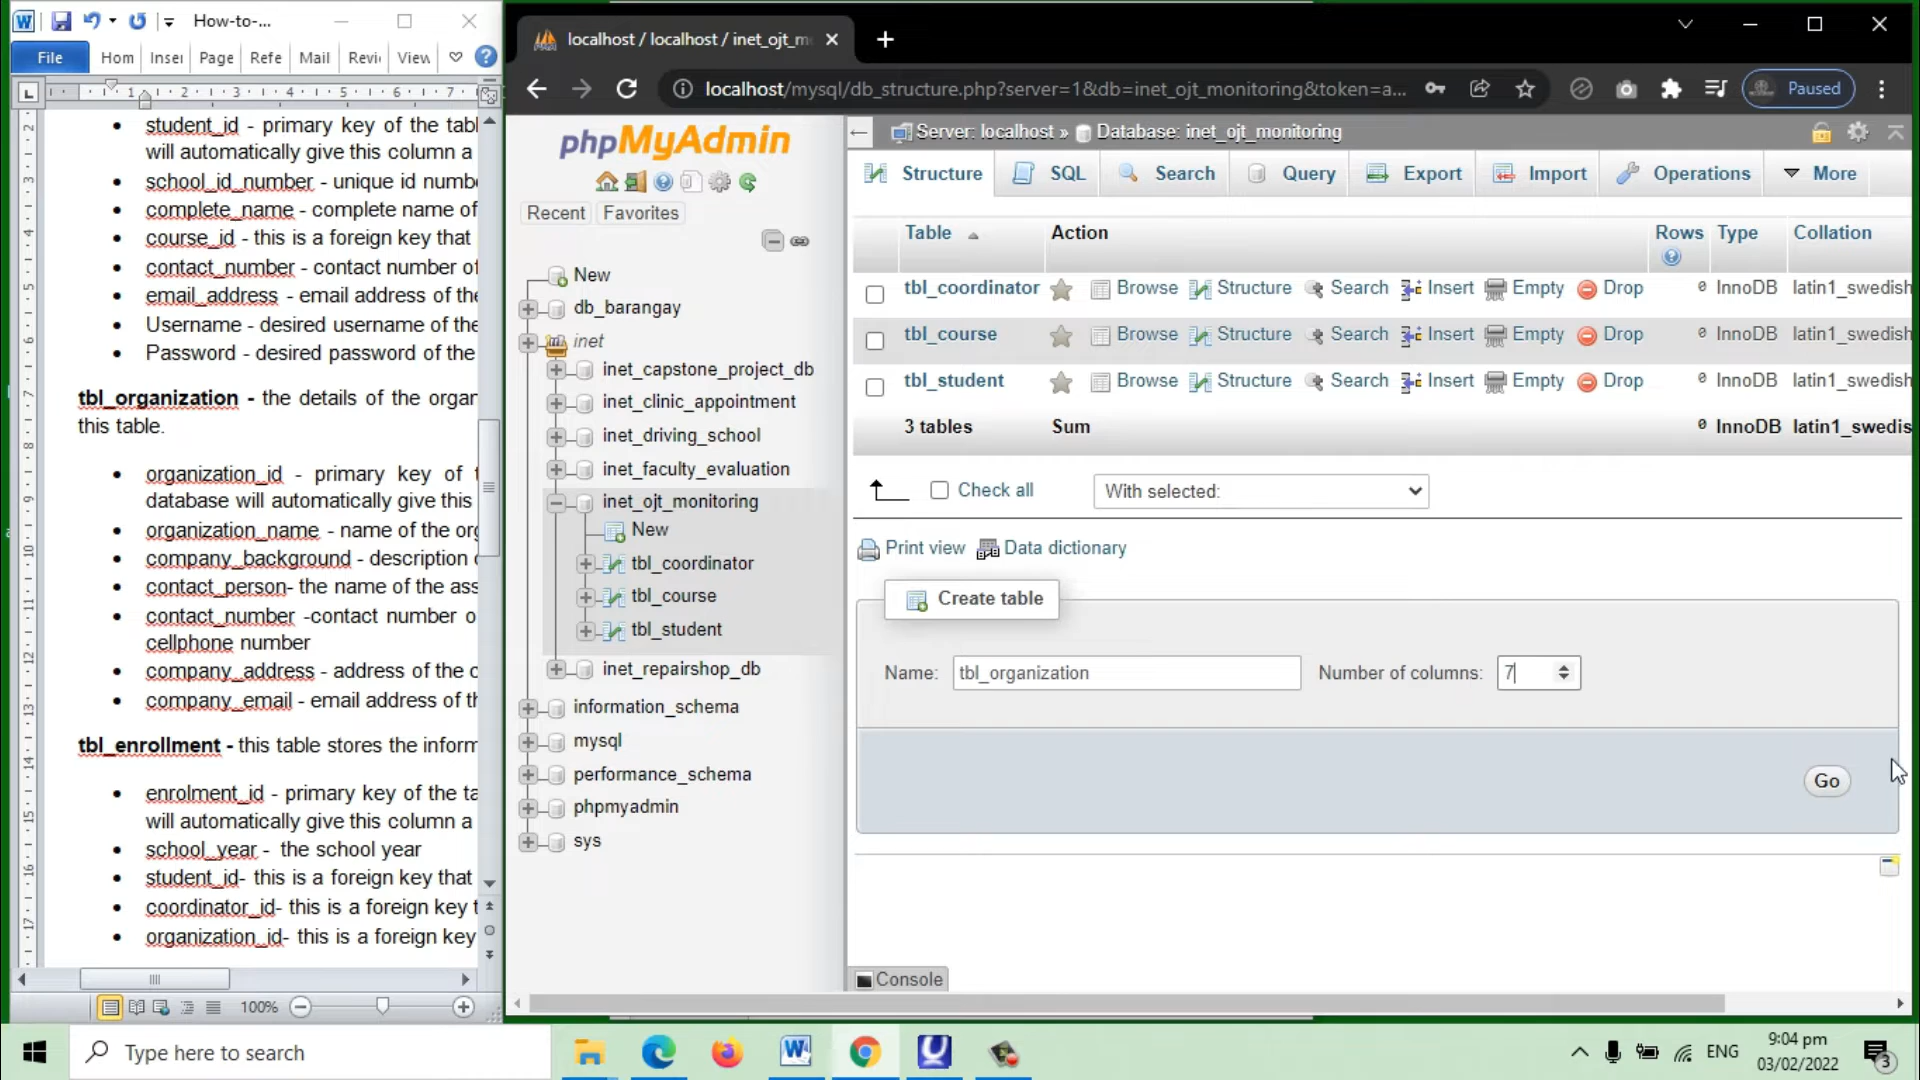 How-to-...
File Hom Insei Page Refe Mail Revi View
1 · 2 · 3 · 4 · 5 · 6 · 7
student_id - primary key of the tabl
will automatically give this column a
school_id_number - unique id numb
complete_name - complete name of
course_id - this is a foreign key that
contact_number - contact number of
email_address - email address of the
Username - desired username of the
Password - desired password of the
tbl_organization - the details of the organ
this table.
organization_id - primary key of t
database will automatically give this
organization_name - name of the org
company_background - description o
contact_person- the name of the ass
contact_number -contact number o
cellphone number
company_address - address of the o
company_email - email address of th
tbl_enrollment - this table stores the inform
enrolment_id - primary key of the ta
will automatically give this column a
school_year - the school year
student_id- this is a foreign key that
coordinator_id- this is a foreign key t
organization_id- this is a foreign key
100%
localhost / localhost / inet_ojt_m
localhost/mysql/db_structure.php?server=1&db=inet_ojt_monitoring&token=a...
Paused
phpMyAdmin
Recent Favorites
New
db_barangay
inet
inet_capstone_project_db
inet_clinic_appointment
inet_driving_school
inet_faculty_evaluation
inet_ojt_monitoring
New
tbl_coordinator
tbl_course
tbl_student
inet_repairshop_db
information_schema
mysql
performance_schema
phpmyadmin
sys
Server: localhost » Database: inet_ojt_monitoring
Structure SQL Search Query Export Import Operations More
Table Action Rows Type Collation
tbl_coordinator Browse Structure Search Insert Empty Drop 0 InnoDB latin1_swedish
tbl_course Browse Structure Search Insert Empty Drop 0 InnoDB latin1_swedish
tbl_student Browse Structure Search Insert Empty Drop 0 InnoDB latin1_swedish
3 tables Sum 0 InnoDB latin1_swedis
Check all With selected:
Print view Data dictionary
Create table
Name: tbl_organization Number of columns: 7
Go
Console
Type here to search
ENG
9:04 pm
03/02/2022
3